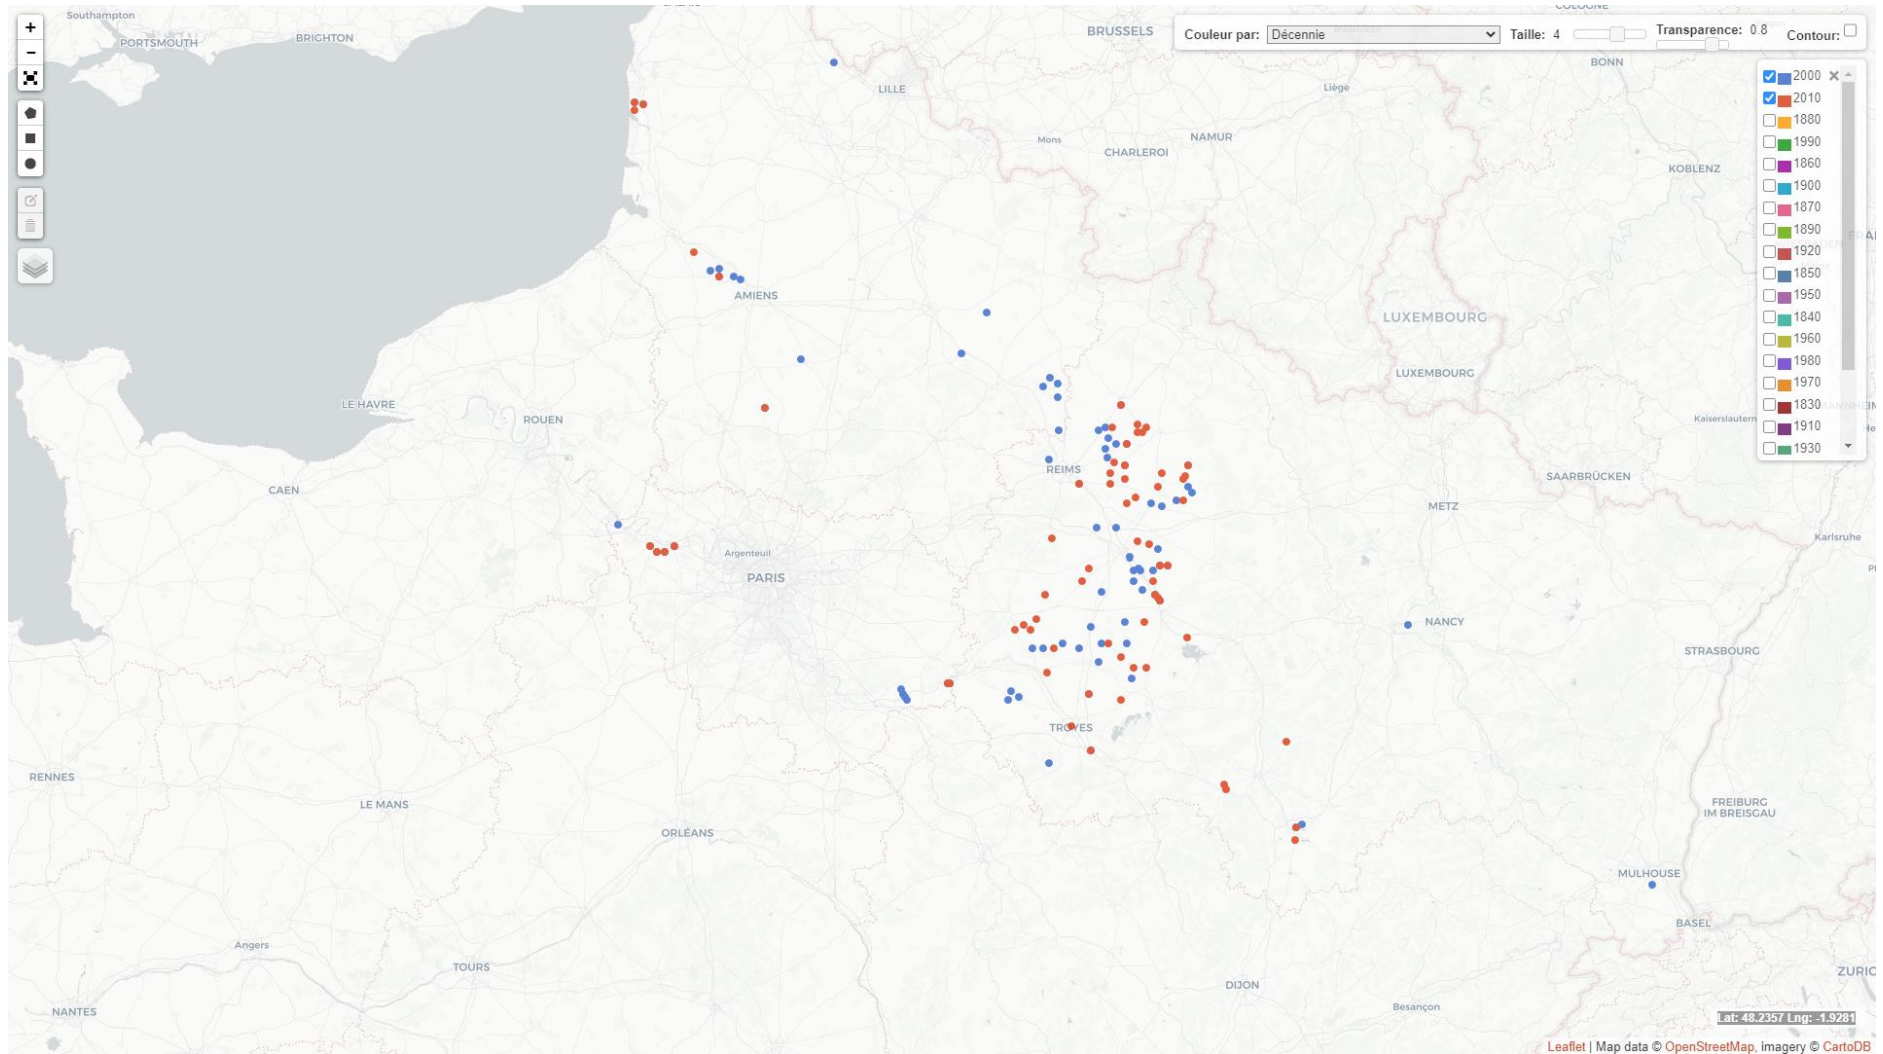 Southampton
PORTSMOUTH
BRIGHTON
BRUSSELS
COLOGNE
Couleur par: Décennie
Taille: 4
Transparence: 0.8
Contour:
+
−
LILLE
Liège
BONN
Mons
NAMUR
CHARLEROI
KOBLENZ
2000
2010
1880
1990
1860
1900
1870
1890
1920
1850
1950
1840
1960
1980
1970
1830
1910
1930
AMIENS
LUXEMBOURG
LUXEMBOURG
LE HAVRE
ROUEN
Kaiserslautern
REIMS
CAEN
SAARBRÜCKEN
METZ
Karlsruhe
Argenteuil
PARIS
NANCY
STRASBOURG
TROYES
RENNES
LE MANS
FREIBURG
IM BREISGAU
ORLÉANS
MULHOUSE
BASEL
Angers
TOURS
ZURIC
DIJON
Besançon
NANTES
Lat: 48.2357 Lng: -1.9281
Leaflet | Map data © OpenStreetMap, imagery © CartoDB